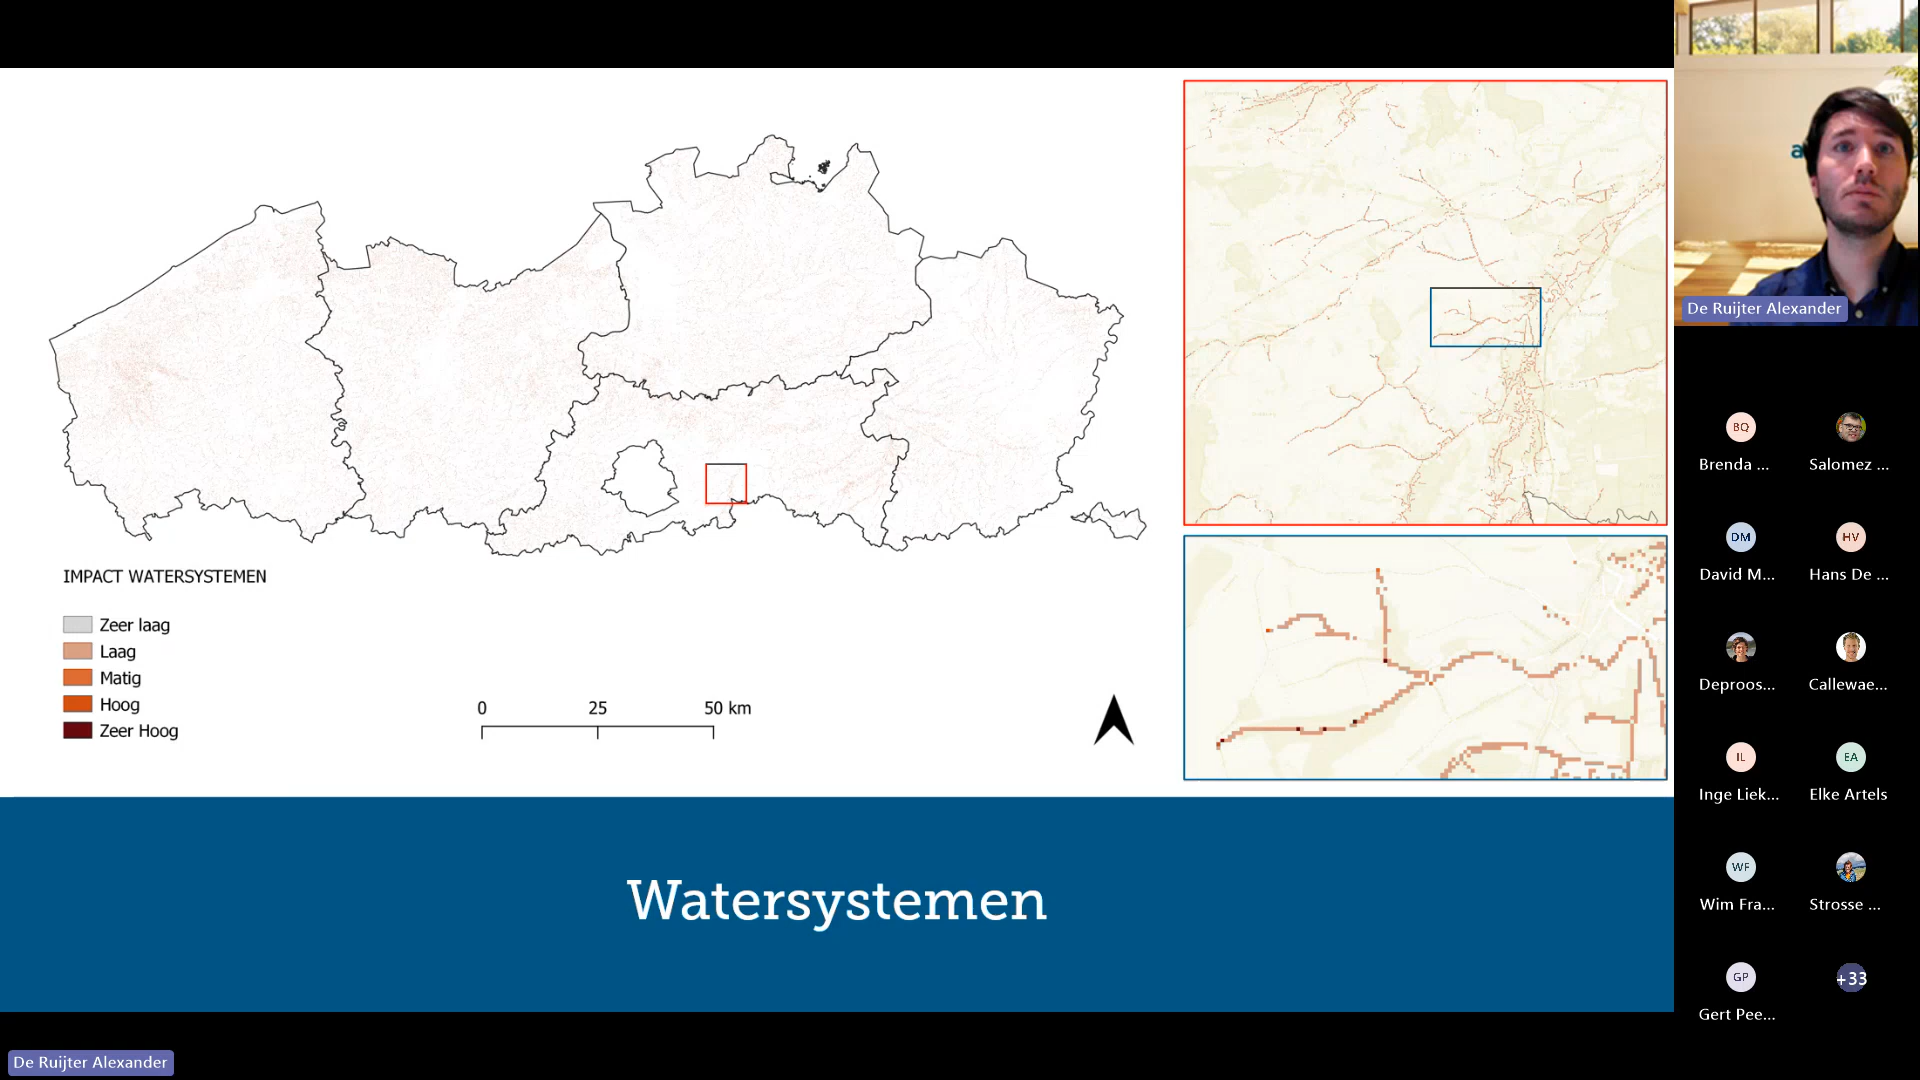 IMPACT WATERSYSTEMEN
Zeer laag
Laag
Matig
Hoog
Zeer Hoog
0 25 50 km
Watersystemen
De Ruijter Alexander
a
BQ
Brenda ...
Salomez ...
DM
David M...
HV
Hans De ...
Deproos...
Callewae...
IL
Inge Liek...
EA
Elke Artels
WF
Wim Fra...
Strosse ...
GP
Gert Pee...
+33
De Ruijter Alexander